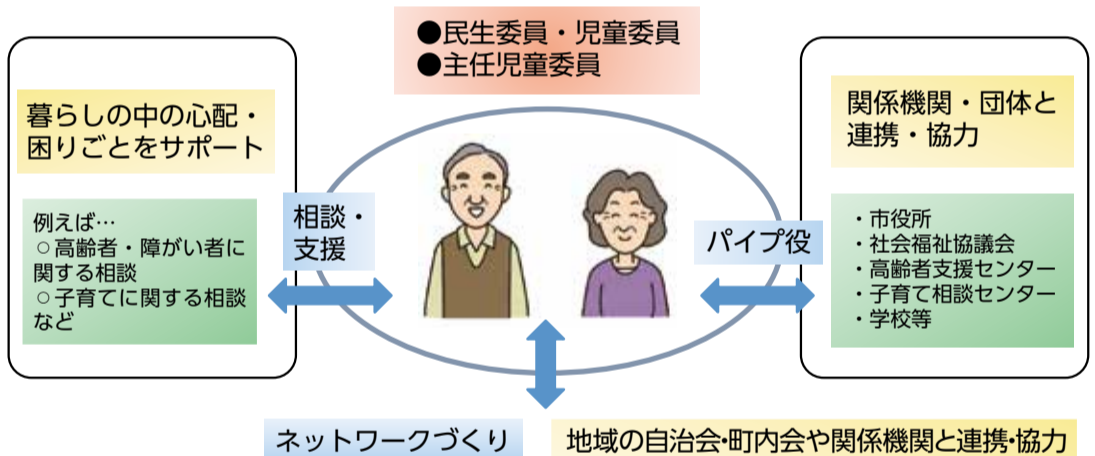 ●民生委員・児童委員
●主任児童委員
暮らしの中の心配・
困りごとをサポート
例えば…
○高齢者・障がい者に
関する相談
○子育てに関する相談
など
相談・
支援
パイプ役
関係機関・団体と
連携・協力
・市役所
・社会福祉協議会
・高齢者支援センター
・子育て相談センター
・学校等
ネットワークづくり
地域の自治会・町内会や関係機関と連携・協力